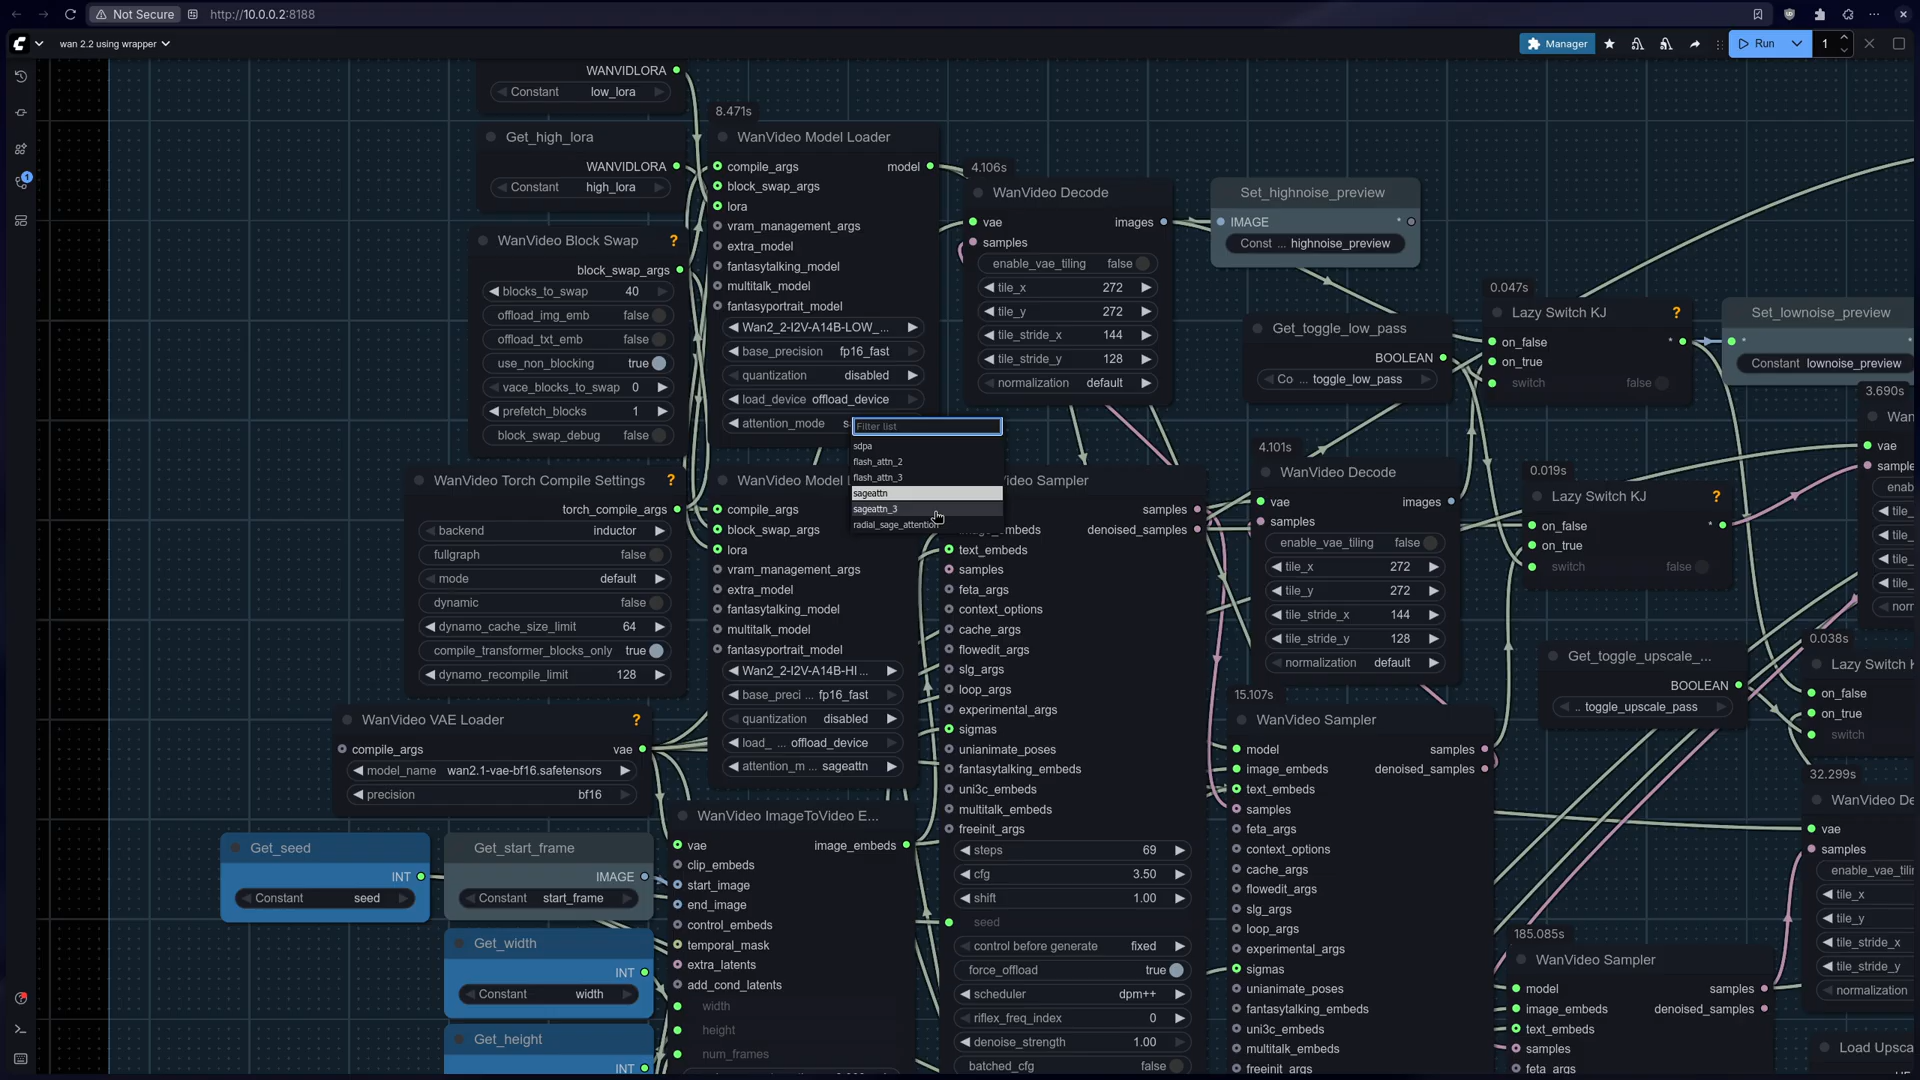 Not Secure
http://10.0.0.2:8188
wan 2.2 using wrapper
Manager
Run
1
WANVIDLORA
Constant low_lora
Get_high_lora
WANVIDLORA
Constant high_lora
WanVideo Block Swap ?
block_swap_args
blocks_to_swap 40
offload_img_emb false
offload_txt_emb false
use_non_blocking true
vace_blocks_to_swap 0
prefetch_blocks 1
block_swap_debug false
WanVideo Torch Compile Settings ?
torch_compile_args
backend inductor
fullgraph false
mode default
dynamic false
dynamo_cache_size_limit 64
compile_transformer_blocks_only true
dynamo_recompile_limit 128
WanVideo VAE Loader ?
compile_args vae
model_name wan2.1-vae-bf16.safetensors
precision bf16
Get_seed
INT
Constant seed
Get_start_frame
IMAGE
Constant start_frame
Get_width
INT
Constant width
Get_height
INT
8.471s
WanVideo Model Loader
compile_args model
block_swap_args
lora
vram_management_args
extra_model
fantasytalking_model
multitalk_model
fantasyportrait_model
Wan2_2-I2V-A14B-LOW_...
base_precision fp16_fast
quantization disabled
load_device offload_device
attention_mode
Filter list
sdpa
flash_attn_2
flash_attn_3
sageattn
sageattn_3
radial_sage_attention
WanVideo Model
compile_args
block_swap_args
lora
vram_management_args
extra_model
fantasytalking_model
multitalk_model
fantasyportrait_model
Wan2_2-I2V-A14B-HI ...
base_preci ... fp16_fast
quantization disabled
load_ ... offload_device
attention_m ... sageattn
WanVideo ImageToVideo E...
vae image_embeds
clip_embeds
start_image
end_image
control_embeds
temporal_mask
extra_latents
add_cond_latents
width
height
num_frames
4.106s
WanVideo Decode
vae images
samples
enable_vae_tiling false
tile_x 272
tile_y 272
tile_stride_x 144
tile_stride_y 128
normalization default
Sampler
samples
denoised_samples
text_embeds
samples
feta_args
context_options
cache_args
flowedit_args
slg_args
loop_args
experimental_args
sigmas
unianimate_poses
fantasytalking_embeds
uni3c_embeds
multitalk_embeds
freeinit_args
steps 69
cfg 3.50
shift 1.00
seed
control before generate fixed
force_offload true
scheduler dpm++
riflex_freq_index 0
denoise_strength 1.00
batched_cfg false
Set_highnoise_preview
IMAGE *
Const ... highnoise_preview
Get_toggle_low_pass
BOOLEAN
Co ... toggle_low_pass
4.101s
WanVideo Decode
vae images
samples
enable_vae_tiling false
tile_x 272
tile_y 272
tile_stride_x 144
tile_stride_y 128
normalization default
15.107s
WanVideo Sampler
model samples
image_embeds denoised_samples
text_embeds
samples
feta_args
context_options
cache_args
flowedit_args
slg_args
loop_args
experimental_args
sigmas
unianimate_poses
fantasytalking_embeds
uni3c_embeds
multitalk_embeds
freeinit_args
0.047s
Lazy Switch KJ ?
on_false *
on_true
switch false
Set_lownoise_preview
* *
Constant lownoise_preview
0.019s
Lazy Switch KJ ?
on_false *
on_true
switch false
Get_toggle_upscale_...
BOOLEAN
.. toggle_upscale_pass
3.690s
vae
tile_x
tile_y
tile_stride_x
0.038s
Lazy Switch K
on_false
on_true
switch
32.299s
WanVideo De
vae
samples
tile_x
tile_y
tile_stride_x
tile_stride_y
normalization
185.085s
WanVideo Sampler
model samples
image_embeds denoised_samples
text_embeds
samples
feta_args